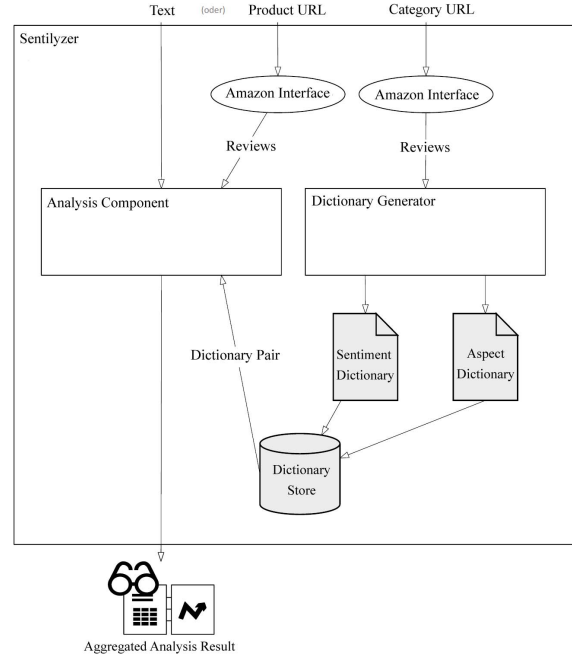 Text (oder) Product URL Category URL
Sentilyzer
Amazon Interface Amazon Interface
Reviews Reviews
Analysis Component Dictionary Generator
Dictionary Pair
Sentiment
Dictionary
Aspect
Dictionary
Dictionary
Store
Aggregated Analysis Result